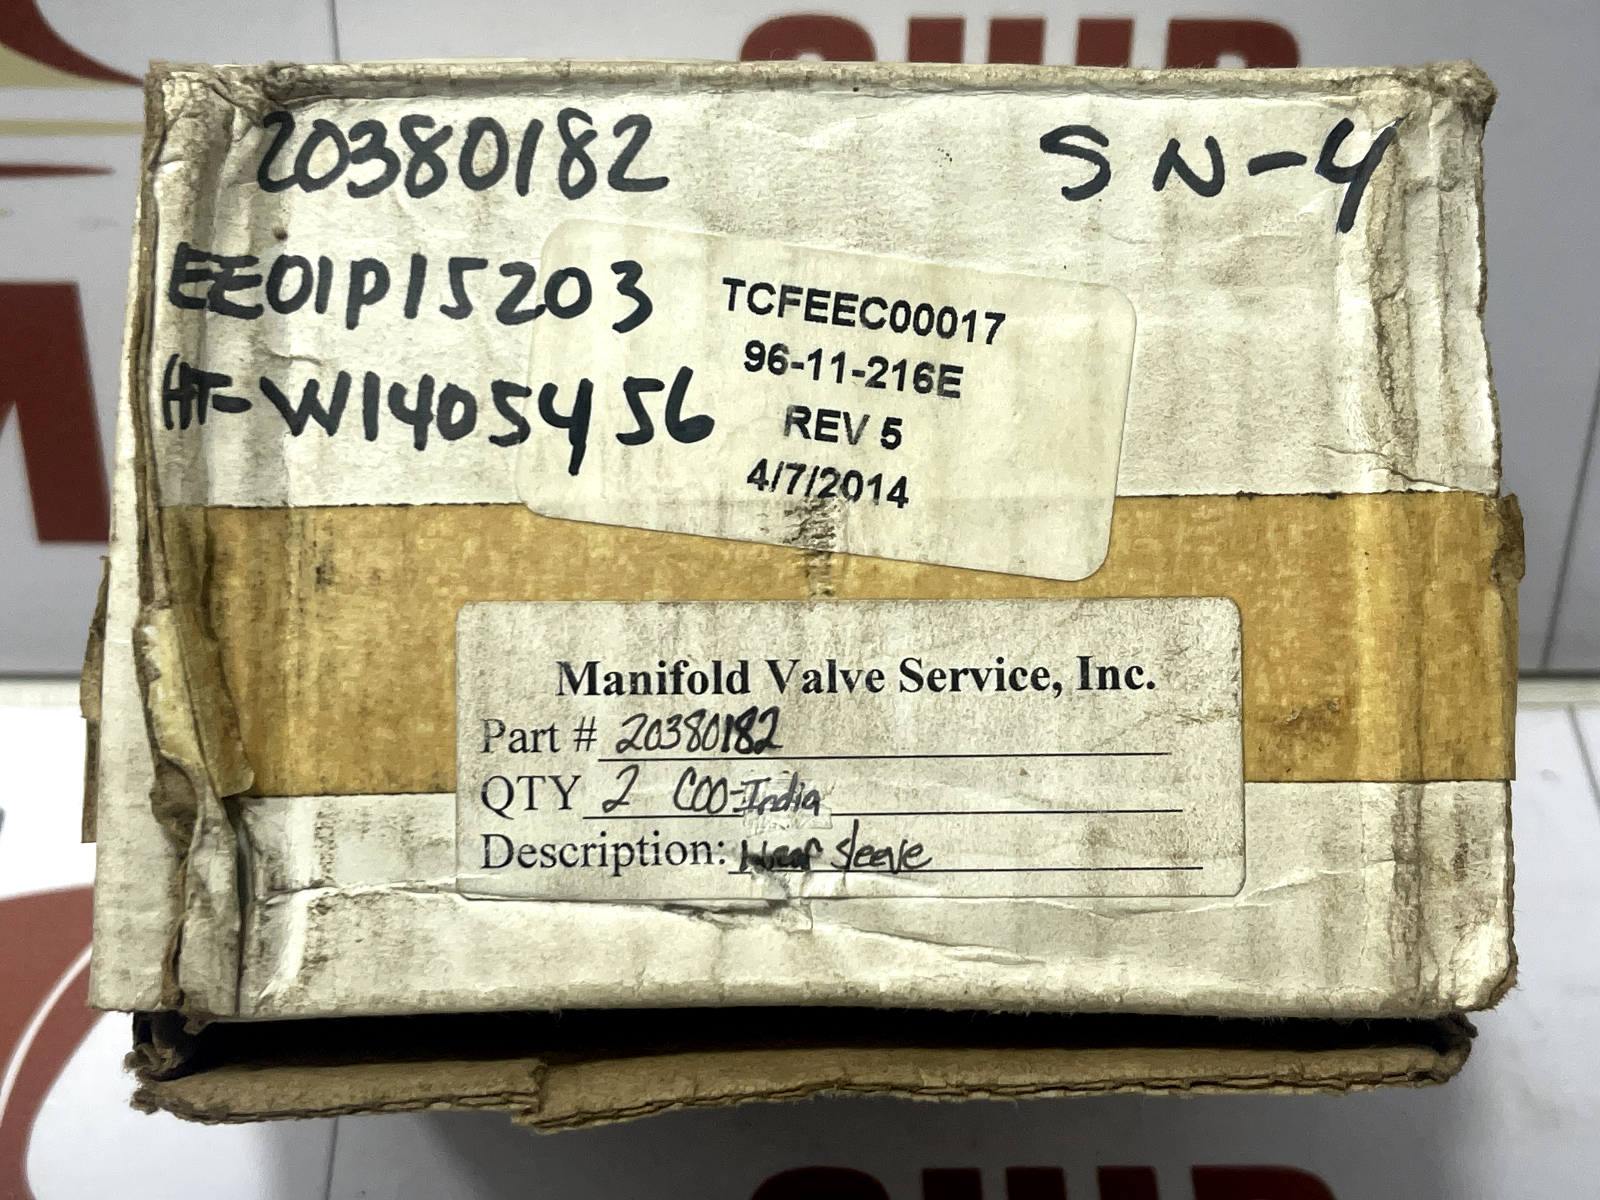 20380182
SN-4
EE01P15203
HT-W1405456
TCFEEC00017
96-11-216E
REV 5
4/7/2014
Manifold Valve Service, Inc.
Part # 20380182
QTY 2 COO-India
Description: Wear Sleeve